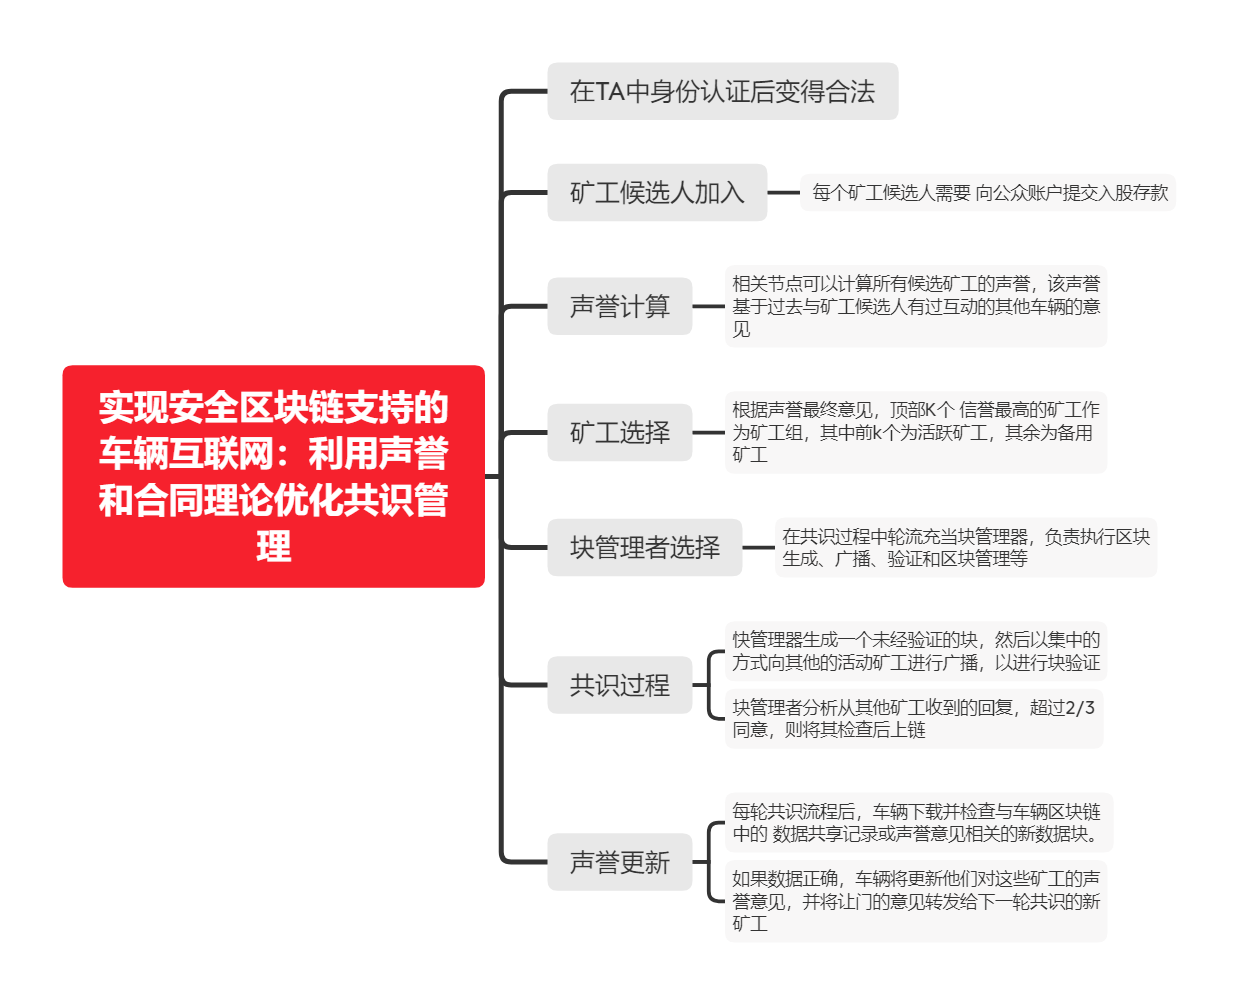 实现安全区块链支持的
车辆互联网：利用声誉
和合同理论优化共识管
理
在TA中身份认证后变得合法
矿工候选人加入
每个矿工候选人需要 向公众账户提交入股存款
声誉计算
相关节点可以计算所有候选矿工的声誉，该声誉
基于过去与矿工候选人有过互动的其他车辆的意
见
矿工选择
根据声誉最终意见，顶部K个 信誉最高的矿工作
为矿工组，其中前k个为活跃矿工，其余为备用
矿工
块管理者选择
在共识过程中轮流充当块管理器，负责执行区块
生成、广播、验证和区块管理等
共识过程
快管理器生成一个未经验证的块，然后以集中的
方式向其他的活动矿工进行广播，以进行块验证
块管理者分析从其他矿工收到的回复，超过2/3
同意，则将其检查后上链
声誉更新
每轮共识流程后，车辆下载并检查与车辆区块链
中的 数据共享记录或声誉意见相关的新数据块。
如果数据正确，车辆将更新他们对这些矿工的声
誉意见，并将让门的意见转发给下一轮共识的新
矿工